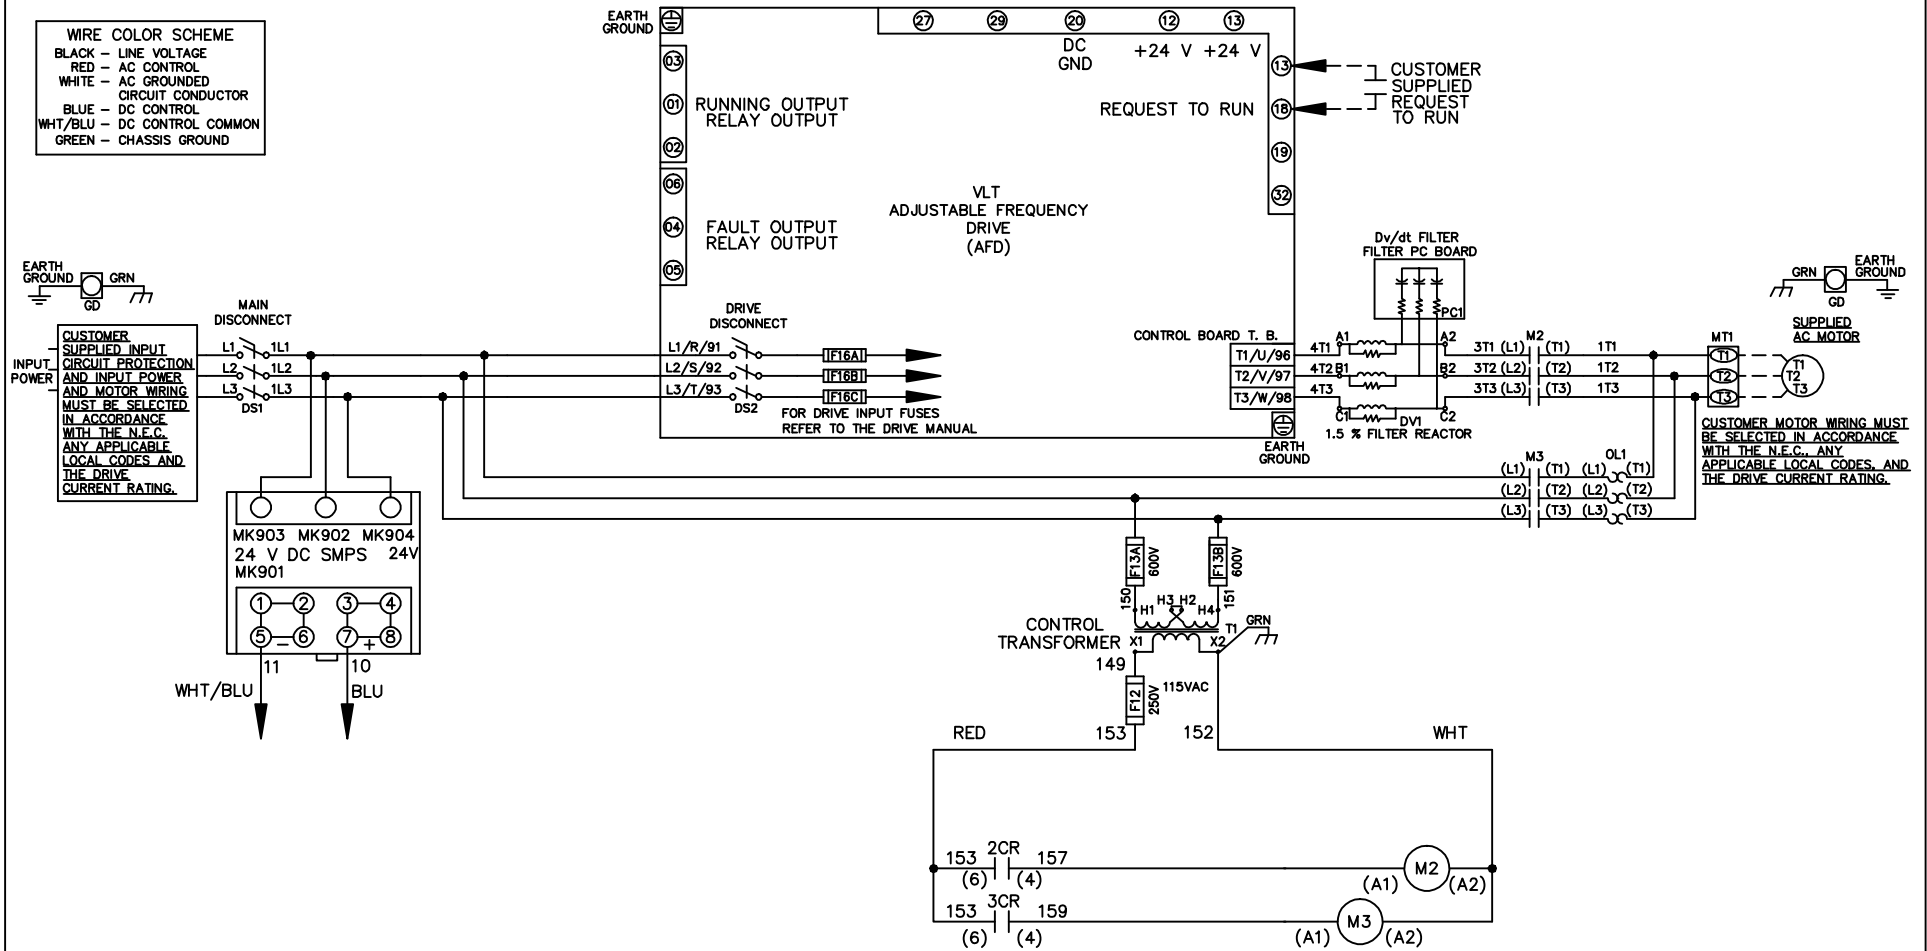 WIRE COLOR SCHEME
BLACK – LINE VOLTAGE
RED – AC CONTROL
WHITE – AC GROUNDED
CIRCUIT CONDUCTOR
BLUE – DC CONTROL
WHT/BLU – DC CONTROL COMMON
GREEN – CHASSIS GROUND
EARTH
GROUND
27 29 20 12 13
DC
GND
+24 V +24 V
03
01
02
RUNNING OUTPUT
RELAY OUTPUT
06
04
05
FAULT OUTPUT
RELAY OUTPUT
VLT
ADJUSTABLE FREQUENCY
DRIVE
(AFD)
REQUEST TO RUN
13
18
19
32
CUSTOMER
SUPPLIED
REQUEST
TO RUN
EARTH
GROUND
GRN
GD
INPUT
POWER
CUSTOMER
SUPPLIED INPUT
CIRCUIT PROTECTION
AND INPUT POWER
AND MOTOR WIRING
MUST BE SELECTED
IN ACCORDANCE
WITH THE N.E.C.
ANY APPLICABLE
LOCAL CODES AND
THE DRIVE
CURRENT RATING.
MAIN
DISCONNECT
L1 1L1
L2 1L2
L3 1L3
DS1
DRIVE
DISCONNECT
L1/R/91
L2/S/92
L3/T/93
DS2
F16A
F16B
F16C
FOR DRIVE INPUT FUSES
REFER TO THE DRIVE MANUAL
CONTROL BOARD T. B.
T1/U/96
T2/V/97
T3/W/98
EARTH
GROUND
Dv/dt FILTER
FILTER PC BOARD
PC1
4T1 A1 A2
4T2 B1 B2
4T3 C1 C2
DV1
1.5 % FILTER REACTOR
M2
3T1 (L1) (T1) 1T1
3T2 (L2) (T2) 1T2
3T3 (L3) (T3) 1T3
MT1
T1
T2
T3
SUPPLIED
AC MOTOR
T1
T2
T3
GRN
GD
EARTH
GROUND
CUSTOMER MOTOR WIRING MUST
BE SELECTED IN ACCORDANCE
WITH THE N.E.C., ANY
APPLICABLE LOCAL CODES, AND
THE DRIVE CURRENT RATING.
M3 OL1
(L1) (T1) (L1) (T1)
(L2) (T2) (L2) (T2)
(L3) (T3) (L3) (T3)
MK903 MK902 MK904
24 V DC SMPS 24V
MK901
1 2 3 4
5 – 6 7 + 8
11 10
WHT/BLU BLU
F13A 600V F13B 600V
150 151
H1 H3 H2 H4
CONTROL
TRANSFORMER
X1 X2
T1
GRN
149
F12 250V
115VAC
153 152
RED WHT
153 2CR 157
(6) (4)
M2
(A1) (A2)
153 3CR 159
(6) (4)
M3
(A1) (A2)